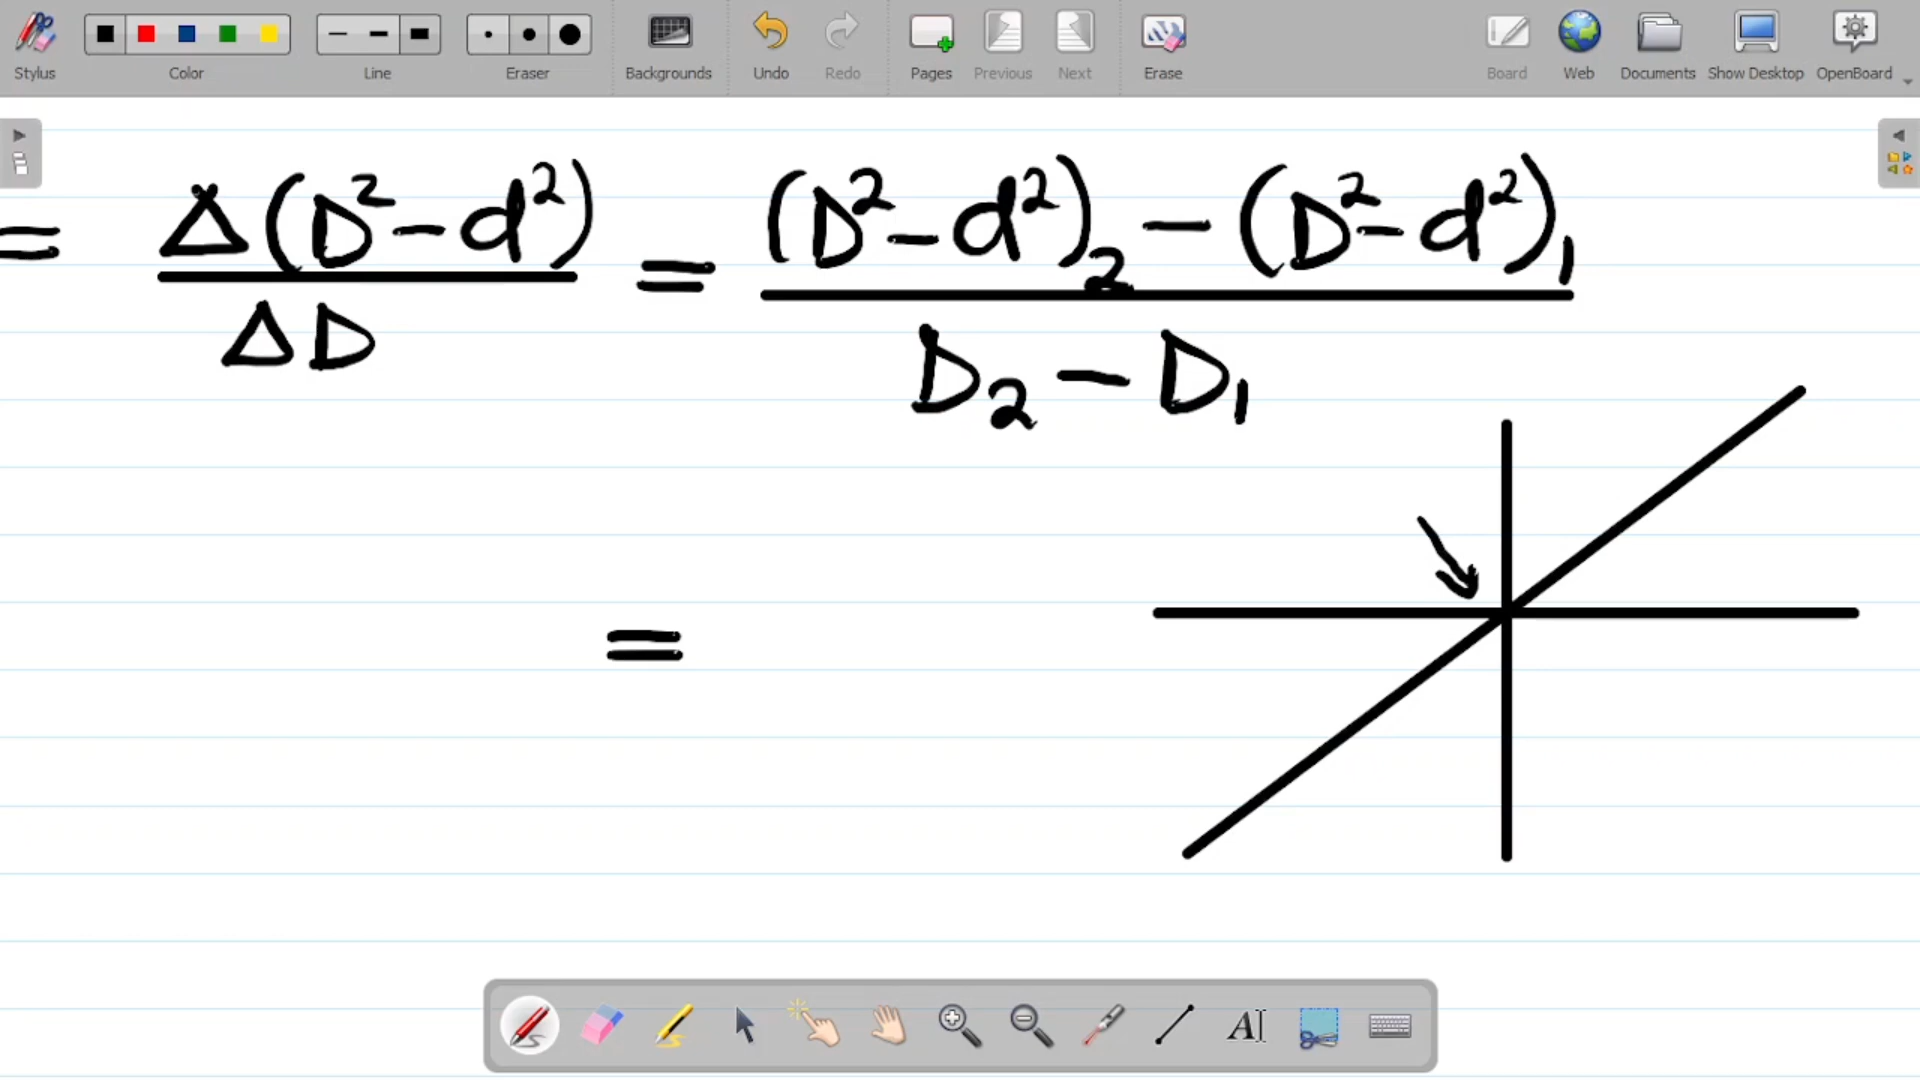 Stylus Color Line Eraser Backgrounds Undo Redo Pages Previous Next Erase Board Web Documents Show Desktop OpenBoard
= Δ(D²-d²) / ΔD = (D²-d²)₂ - (D²-d²)₁ / D₂ - D₁
=